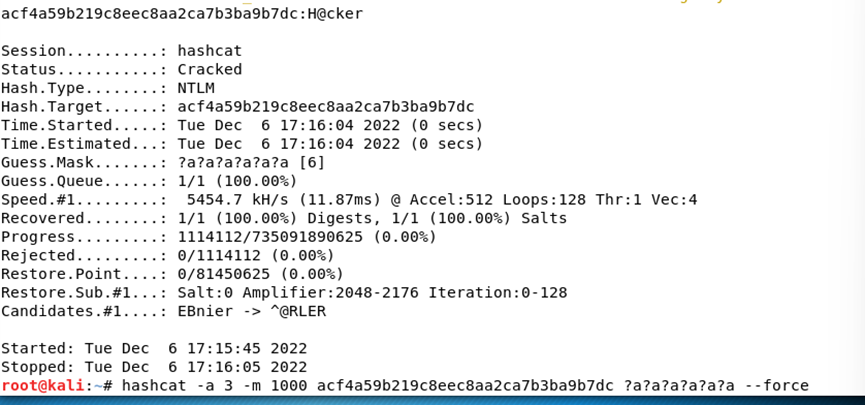 acf4a59b219c8eec8aa2ca7b3ba9b7dc:H@cker
Session..........: hashcat
Status...........: Cracked
Hash.Type........: NTLM
Hash.Target......: acf4a59b219c8eec8aa2ca7b3ba9b7dc
Time.Started.....: Tue Dec  6 17:16:04 2022 (0 secs)
Time.Estimated...: Tue Dec  6 17:16:04 2022 (0 secs)
Guess.Mask.......: ?a?a?a?a?a?a [6]
Guess.Queue......: 1/1 (100.00%)
Speed.#1.........:  5454.7 kH/s (11.87ms) @ Accel:512 Loops:128 Thr:1 Vec:4
Recovered........: 1/1 (100.00%) Digests, 1/1 (100.00%) Salts
Progress.........: 1114112/735091890625 (0.00%)
Rejected.........: 0/1114112 (0.00%)
Restore.Point....: 0/81450625 (0.00%)
Restore.Sub.#1...: Salt:0 Amplifier:2048-2176 Iteration:0-128
Candidates.#1....: EBnier -> ^@RLER
Started: Tue Dec  6 17:15:45 2022
Stopped: Tue Dec  6 17:16:05 2022
root@kali:~# hashcat -a 3 -m 1000 acf4a59b219c8eec8aa2ca7b3ba9b7dc ?a?a?a?a?a?a --force